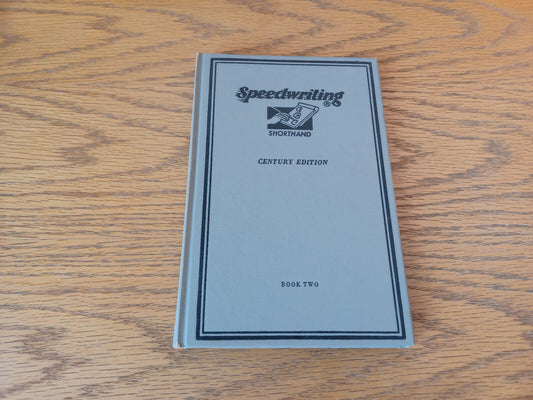 Speedwriting®
SHORTHAND
CENTURY EDITION
BOOK TWO